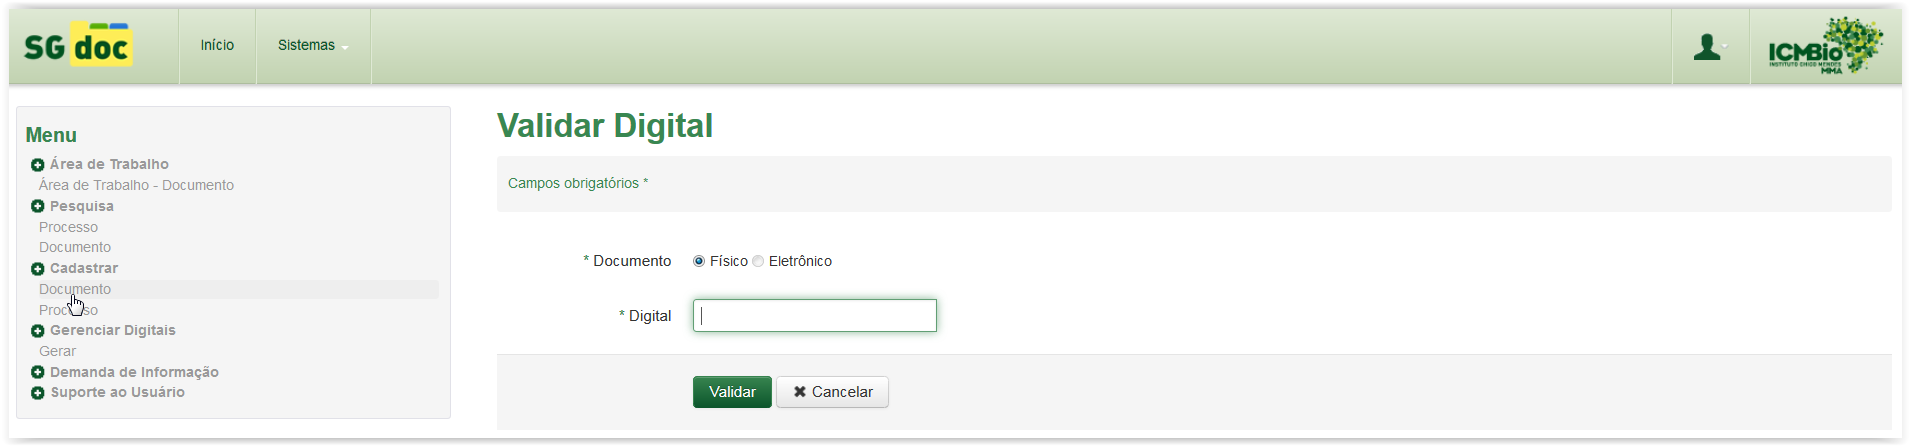 SG doc
Início
Sistemas
ICMBio
INSTITUTO CHICO MENDES
MMA
Menu
Área de Trabalho
Área de Trabalho - Documento
Pesquisa
Processo
Documento
Cadastrar
Documento
Processo
Gerenciar Digitais
Gerar
Demanda de Informação
Suporte ao Usuário
Validar Digital
Campos obrigatórios *
* Documento Físico Eletrônico
* Digital
Validar Cancelar